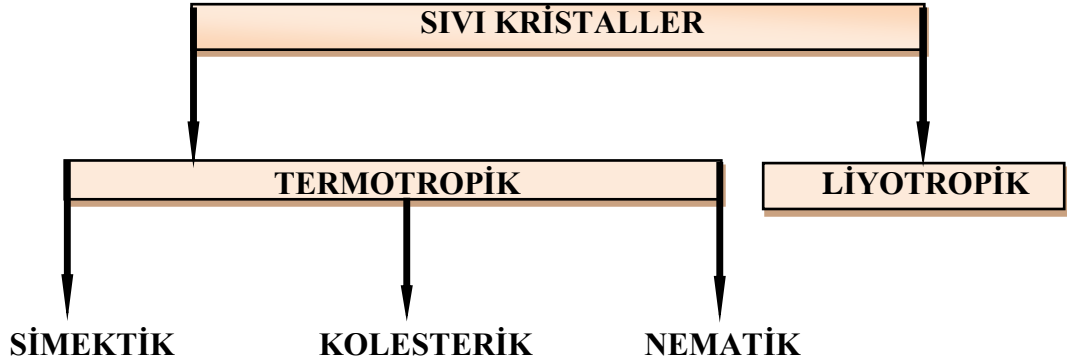 SIVI KRİSTALLER
TERMOTROPİK
LİYOTROPİK
SİMEKTİK
KOLESTERİK
NEMATİK